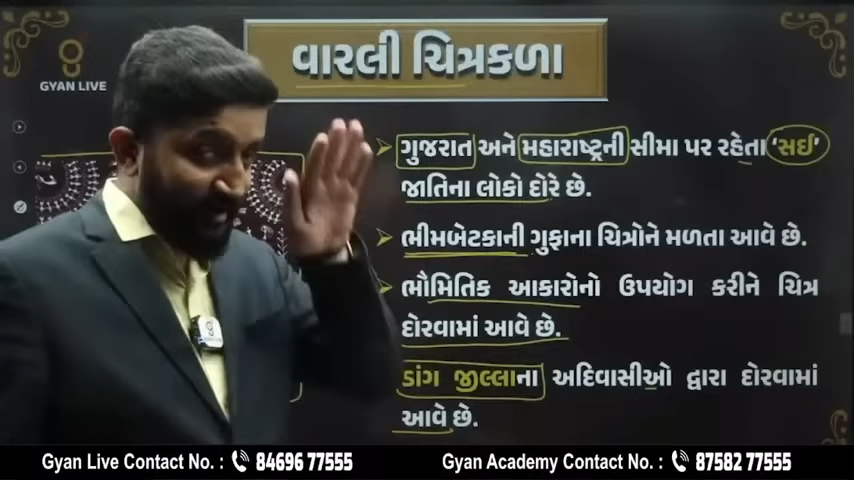 GYAN LIVE
વારલી ચિત્રકળા
ગુજરાત અને મહારાષ્ટ્રની સીમા પર રહેતા 'સઈ'
જાતિના લોકો દોરે છે.
ભીમબેટકાની ગુફાના ચિત્રોને મળતા આવે છે.
ભૌમિતિક આકારોનો ઉપયોગ કરીને ચિત્ર
દોરવામાં આવે છે.
ડાંગ જીલ્લાના અદિવાસીઓ દ્વારા દોરવામાં
આવે છે.
Gyan Live Contact No. : 84696 77555
Gyan Academy Contact No. : 87582 77555